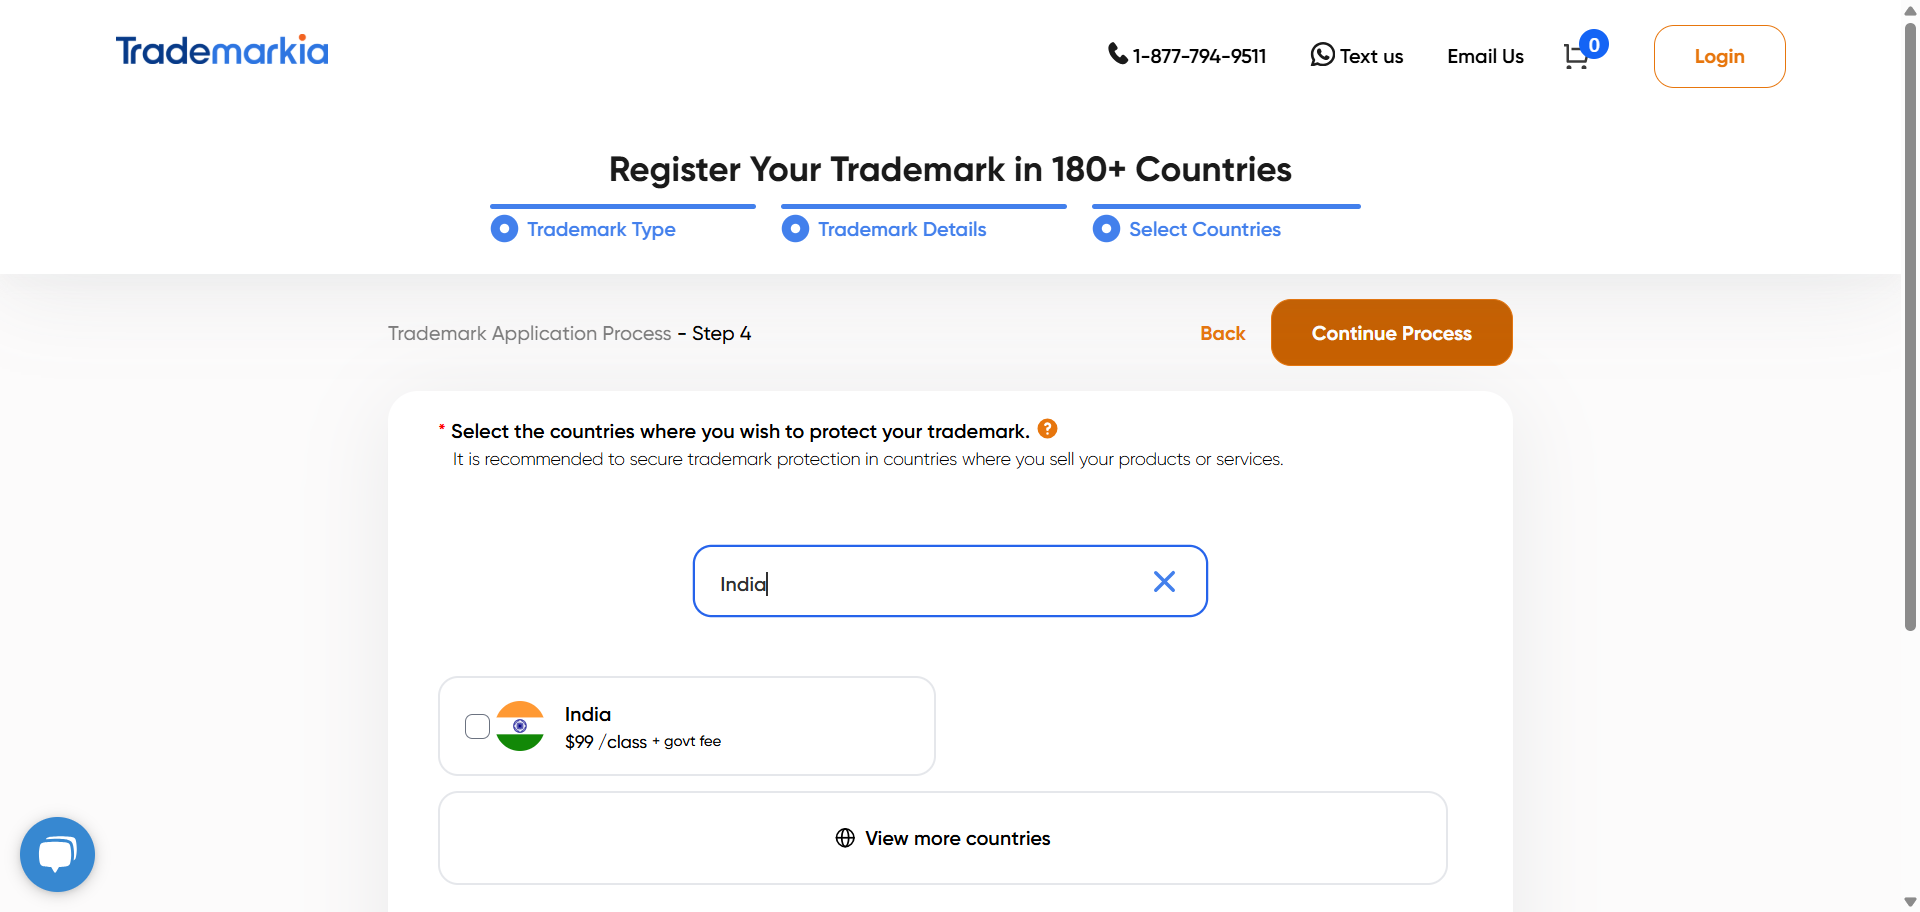 Trademarkia
1-877-794-9511
Text us
Email Us
0
Login
Register Your Trademark in 180+ Countries
Trademark Type
Trademark Details
Select Countries
Trademark Application Process - Step 4
Back
Continue Process
* Select the countries where you wish to protect your trademark. ?
It is recommended to secure trademark protection in countries where you sell your products or services.
India
India
$99 /class + govt fee
View more countries